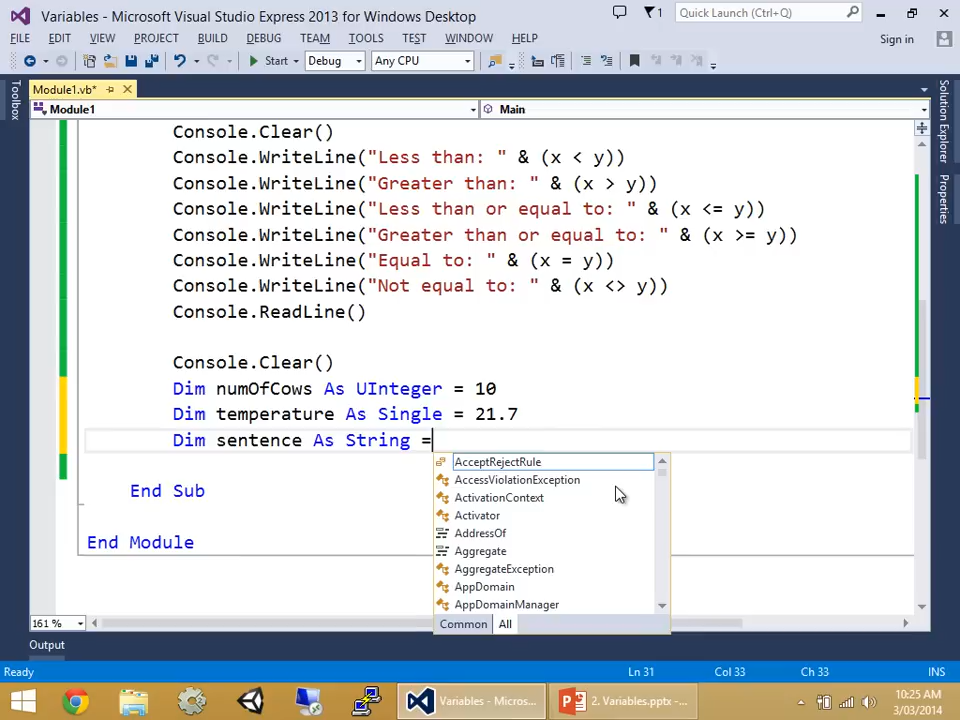 Variables - Microsoft Visual Studio Express 2013 for Windows Desktop
1
Quick Launch (Ctrl+Q)
FILE EDIT VIEW PROJECT BUILD DEBUG TEAM TOOLS TEST WINDOW HELP
Sign in
Start Debug Any CPU
Toolbox
Module1.vb*
Module1
Main
Solution Explorer
Properties
Console.Clear()
Console.WriteLine("Less than: " & (x < y))
Console.WriteLine("Greater than: " & (x > y))
Console.WriteLine("Less than or equal to: " & (x <= y))
Console.WriteLine("Greater than or equal to: " & (x >= y))
Console.WriteLine("Equal to: " & (x = y))
Console.WriteLine("Not equal to: " & (x <> y))
Console.ReadLine()
Console.Clear()
Dim numOfCows As UInteger = 10
Dim temperature As Single = 21.7
Dim sentence As String =
AcceptRejectRule
AccessViolationException
ActivationContext
Activator
AddressOf
Aggregate
AggregateException
AppDomain
AppDomainManager
Common All
End Sub
End Module
161 %
Output
Ready Ln 31 Col 33 Ch 33 INS
Variables - Micros...
2. Variables.pptx - ...
10:25 AM
3/03/2014